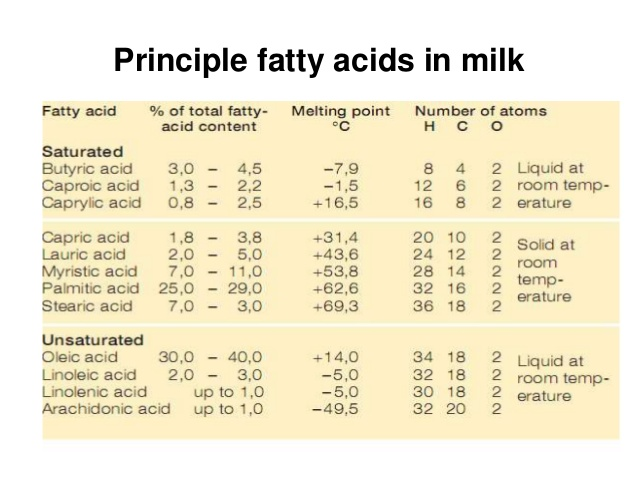 Principle fatty acids in milk
Fatty acid % of total fatty- Melting point Number of atoms
acid content °C H C O
Saturated
Butyric acid 3,0 – 4,5 –7,9 8 4 2 Liquid at
Caproic acid 1,3 – 2,2 –1,5 12 6 2 room temp-
Caprylic acid 0,8 – 2,5 +16,5 16 8 2 erature
Capric acid 1,8 – 3,8 +31,4 20 10 2 Solid at
Lauric acid 2,0 – 5,0 +43,6 24 12 2 room
Myristic acid 7,0 – 11,0 +53,8 28 14 2 temp-
Palmitic acid 25,0 – 29,0 +62,6 32 16 2 erature
Stearic acid 7,0 – 3,0 +69,3 36 18 2
Unsaturated
Oleic acid 30,0 – 40,0 +14,0 34 18 2 Liquid at
Linoleic acid 2,0 – 3,0 –5,0 32 18 2 room temp-
Linolenic acid up to 1,0 –5,0 30 18 2 erature
Arachidonic acid up to 1,0 –49,5 32 20 2